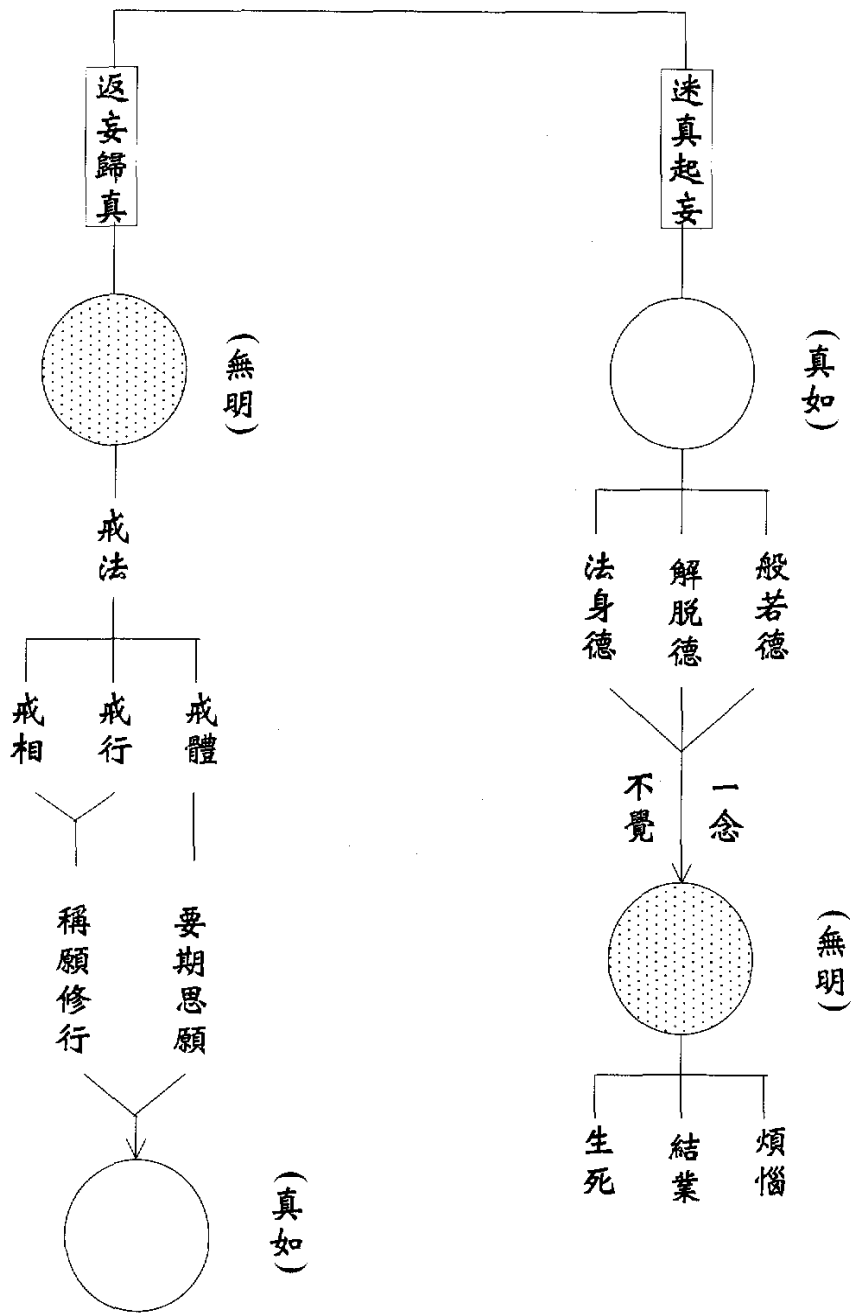 迷真起妄
(真如)
般若德
解脱德
法身德
一念
不覺
(無明)
煩惱
結業
生死
返妄歸真
(無明)
戒法
戒體
戒行
戒相
要期思願
稱願修行
(真如)